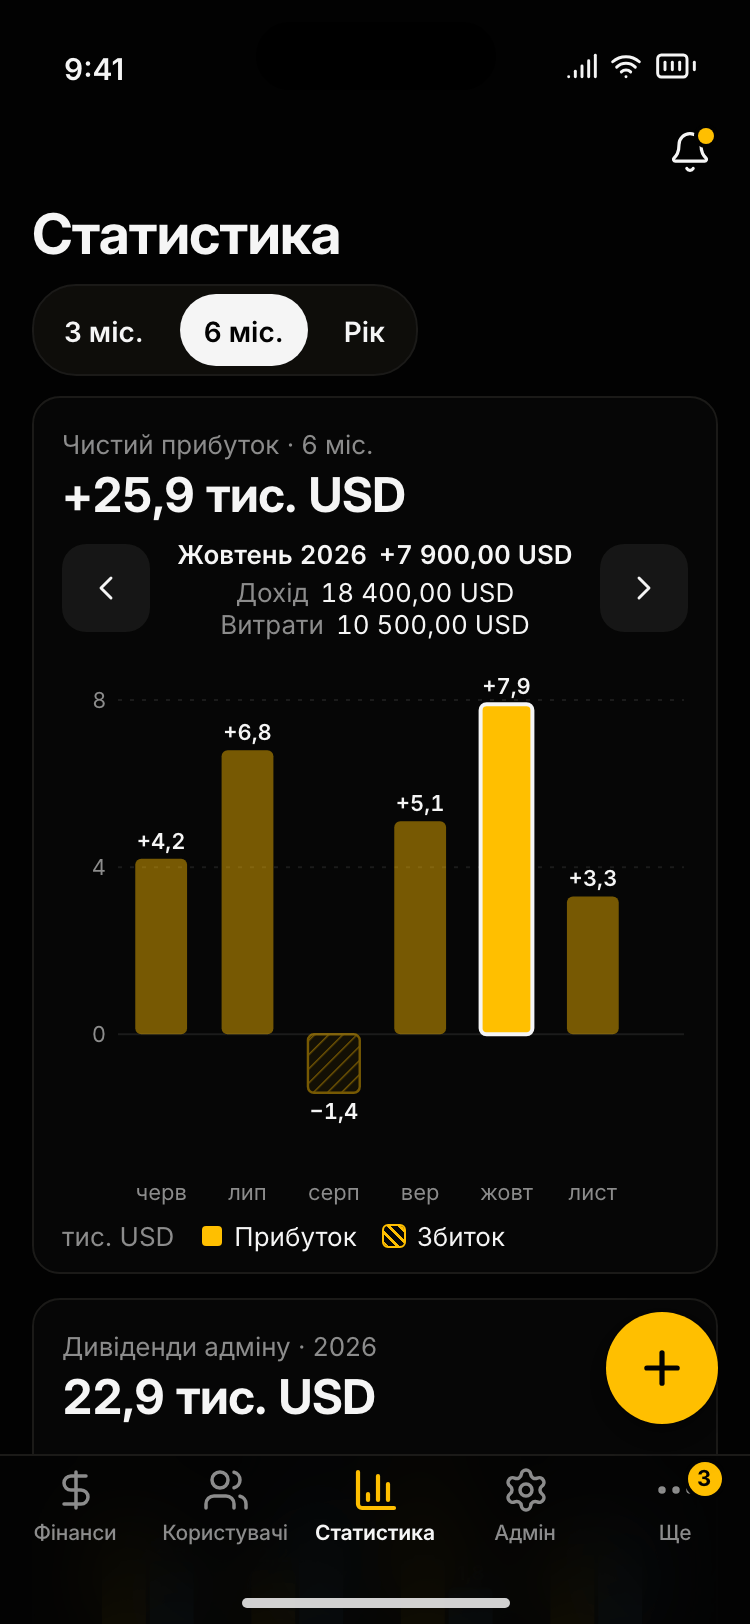 9:41
Статистика
3 міс. 6 міс. Рік
Чистий прибуток · 6 міс.
+25,9 тис. USD
Жовтень 2026 +7 900,00 USD
Дохід 18 400,00 USD
Витрати 10 500,00 USD
+7,9
8
+6,8
+5,1
+4,2
4
+3,3
0
−1,4
черв лип серп вер жовт лист
тис. USD Прибуток Збиток
Дивіденди адміну · 2026
22,9 тис. USD
3
Фінанси Користувачі Статистика Адмін Ще